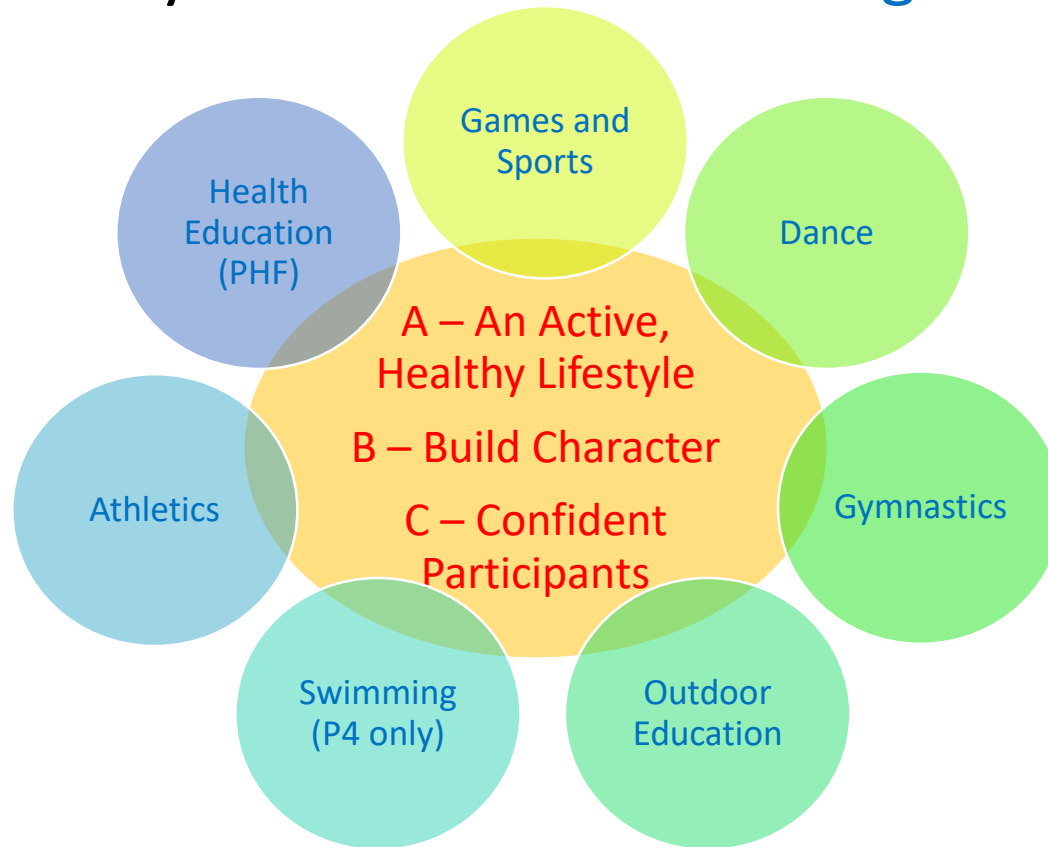 Games and
Sports
Dance
Gymnastics
Outdoor
Education
Swimming
(P4 only)
Athletics
Health
Education
(PHF)
A – An Active,
Healthy Lifestyle
B – Build Character
C – Confident
Participants